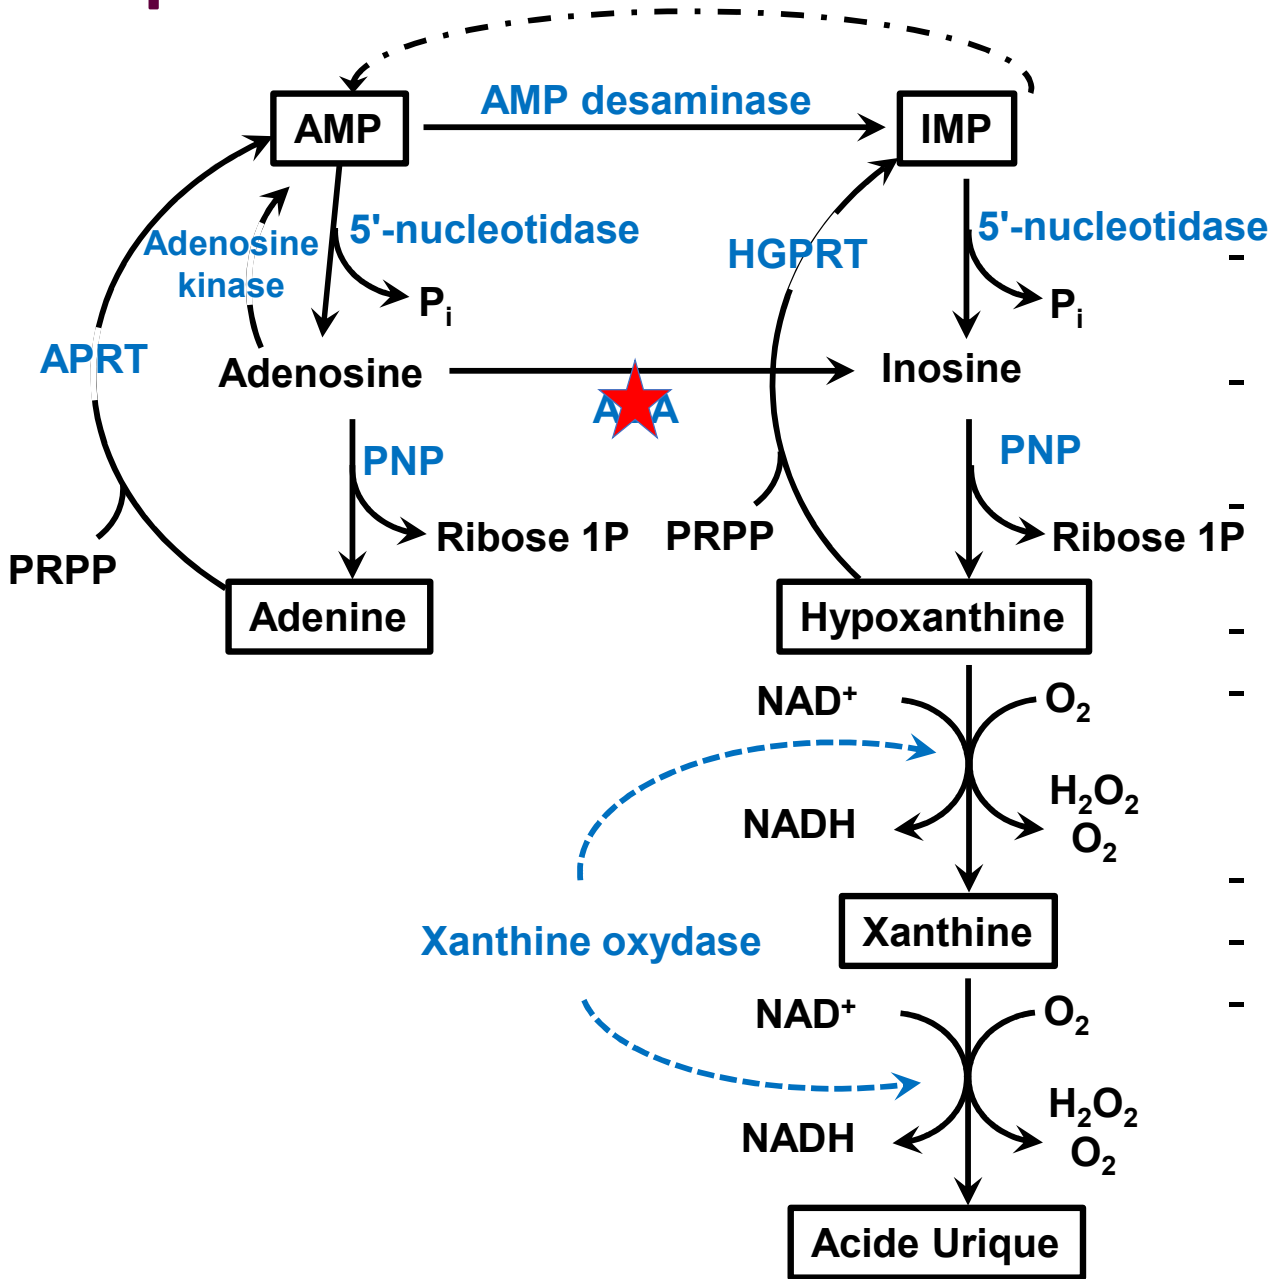 AMP desaminase
AMP
IMP
5'-nucleotidase
5'-nucleotidase
Adenosine
kinase
HGPRT
Pi
Pi
APRT
Adenosine
Inosine
PNP
PNP
Ribose 1P
PRPP
Ribose 1P
PRPP
Adenine
Hypoxanthine
NAD+
O2
H2O2
NADH
O2
Xanthine
Xanthine oxydase
NAD+
O2
H2O2
NADH
O2
Acide Urique